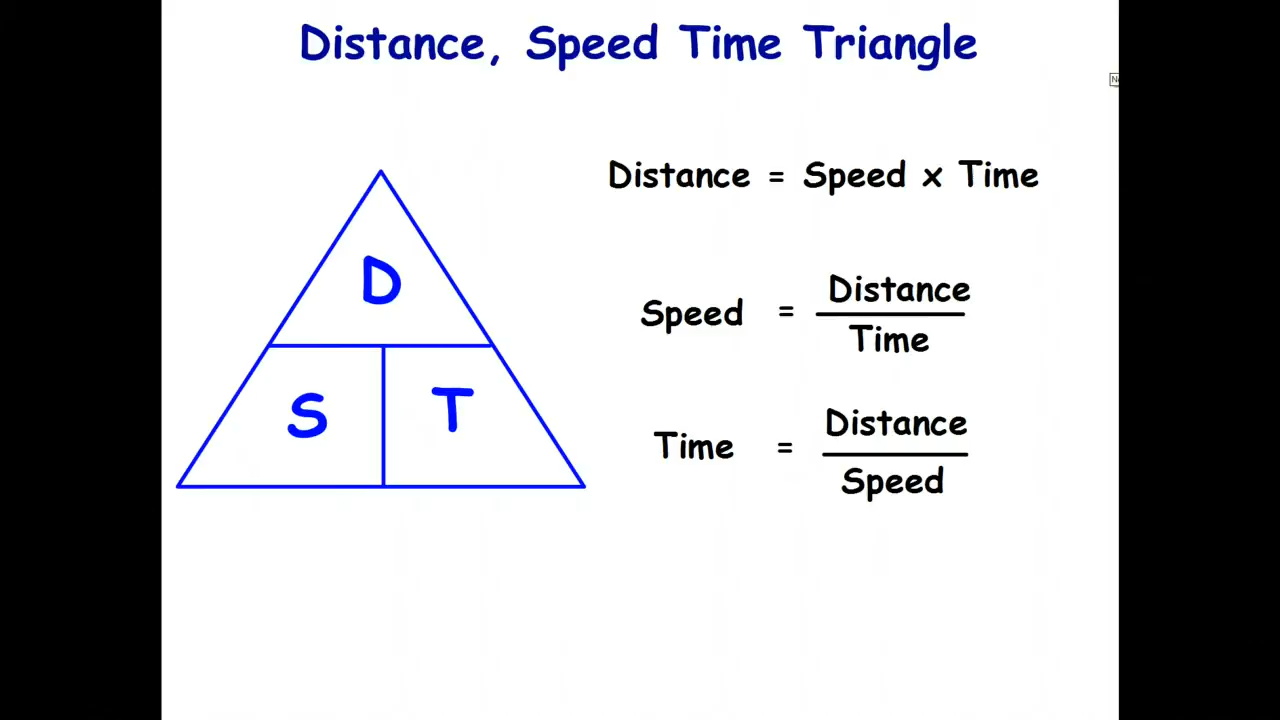 Distance, Speed Time Triangle
D
S T
Distance = Speed x Time
Speed = Distance
Time
Time = Distance
Speed